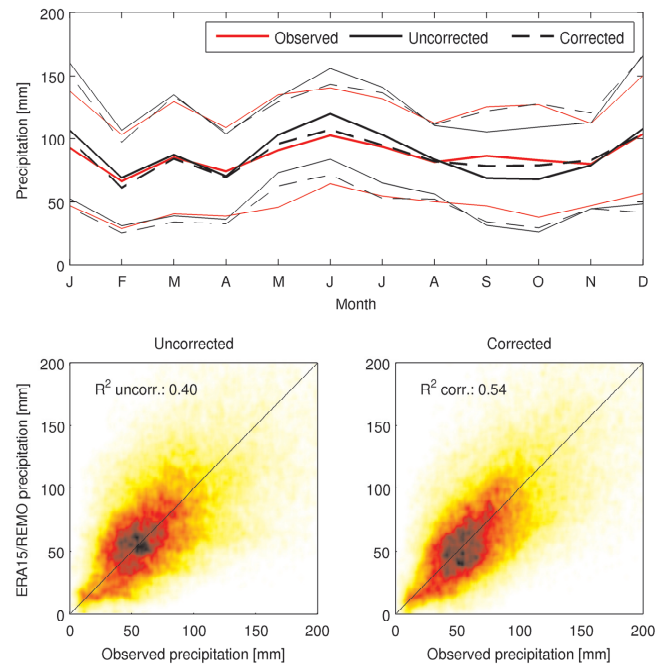 Observed Uncorrected Corrected
200
150
100
50
0
Precipitation [mm]
J F M A M J J A S O N D
Month
Uncorrected Corrected
R² uncorr.: 0.40
R² corr.: 0.54
200 200
150 150
100 100
50 50
0 0
ERA15/REMO precipitation [mm]
0 50 100 150 200 0 50 100 150 200
Observed precipitation [mm] Observed precipitation [mm]